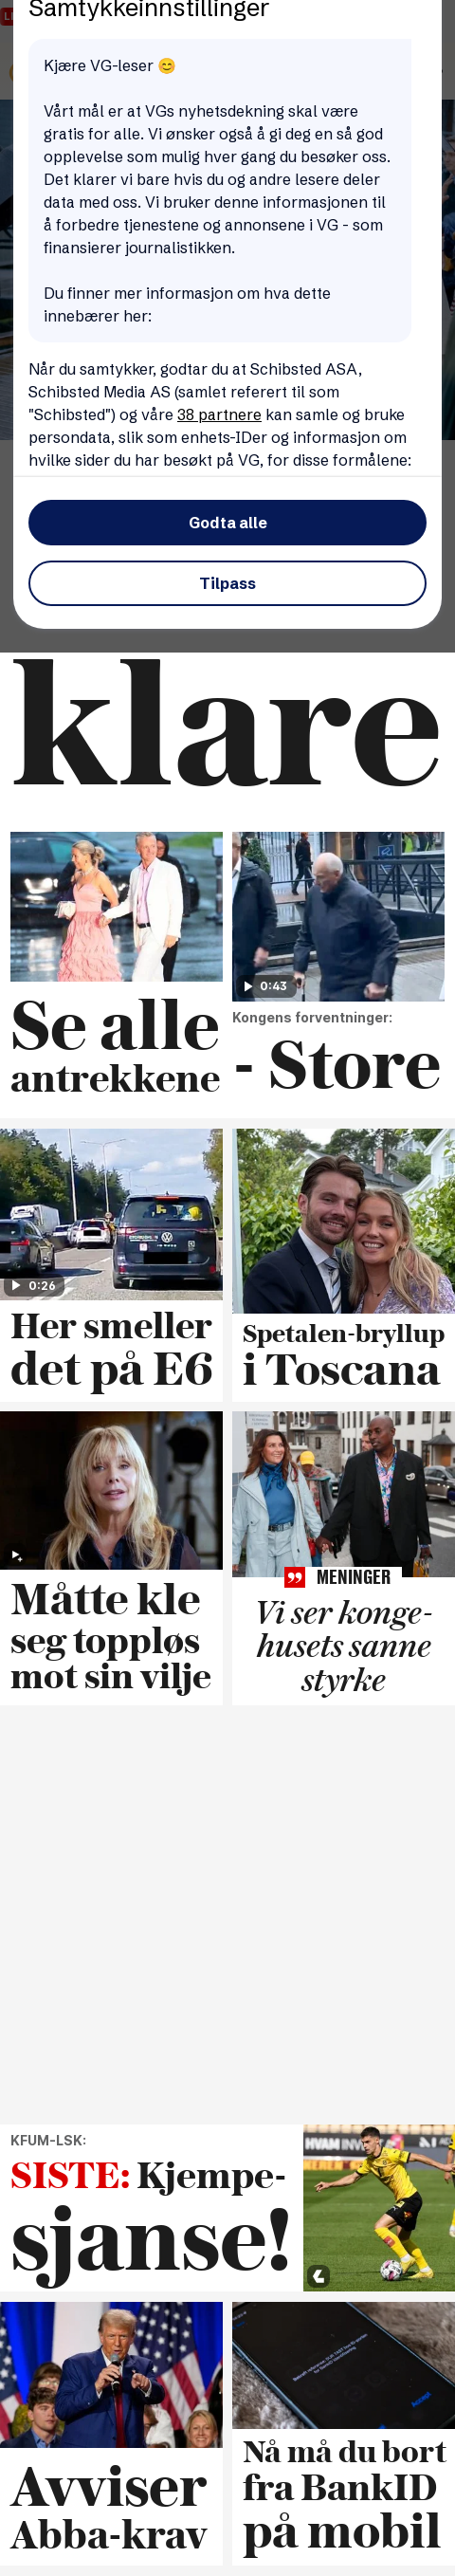 Samtykkeinnstillinger
Kjære VG-leser 😊
Vårt mål er at VGs nyhetsdekning skal være
gratis for alle. Vi ønsker også å gi deg en så god
opplevelse som mulig hver gang du besøker oss.
Det klarer vi bare hvis du og andre lesere deler
data med oss. Vi bruker denne informasjonen til
å forbedre tjenestene og annonsene i VG - som
finansierer journalistikken.
Du finner mer informasjon om hva dette
innebærer her:
Når du samtykker, godtar du at Schibsted ASA,
Schibsted Media AS (samlet referert til som
"Schibsted") og våre 38 partnere kan samle og bruke
persondata, slik som enhets-IDer og informasjon om
hvilke sider du har besøkt på VG, for disse formålene:
Godta alle
Tilpass
klare
Se alle
antrekkene
0:43
Kongens forventninger:
- Store
0:26
Her smeller
det på E6
Spetalen-bryllup
i Toscana
Måtte kle
seg toppløs
mot sin vilje
MENINGER
Vi ser konge-
husets sanne
styrke
KFUM-LSK:
SISTE: Kjempe-
sjanse!
Avviser
Abba-krav
Nå må du bort
fra BankID
på mobil